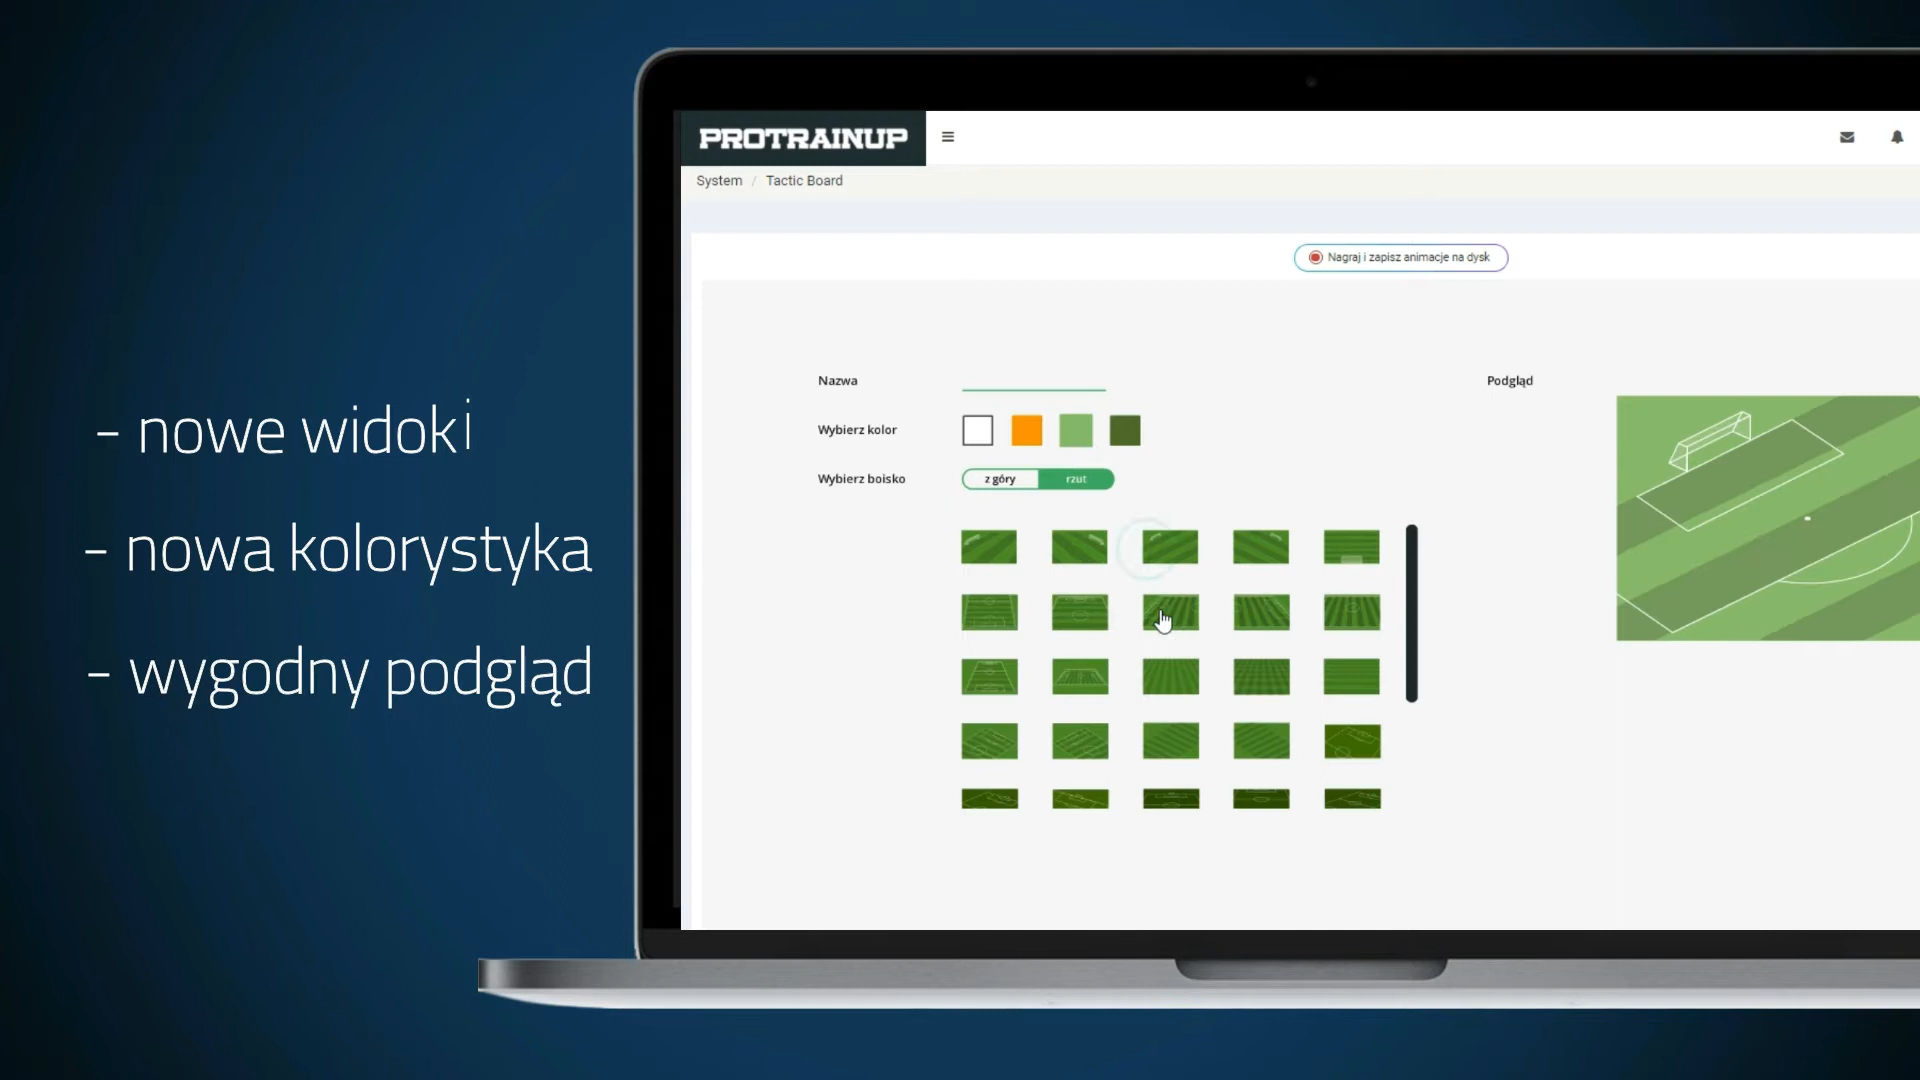 - nowe widoki
- nowa kolorystyka
- wygodny podgląd
PROTRAINUP
System / Tactic Board
Nagraj i zapisz animacje na dysk
Nazwa
Podgląd
Wybierz kolor
Wybierz boisko
z góry
rzut